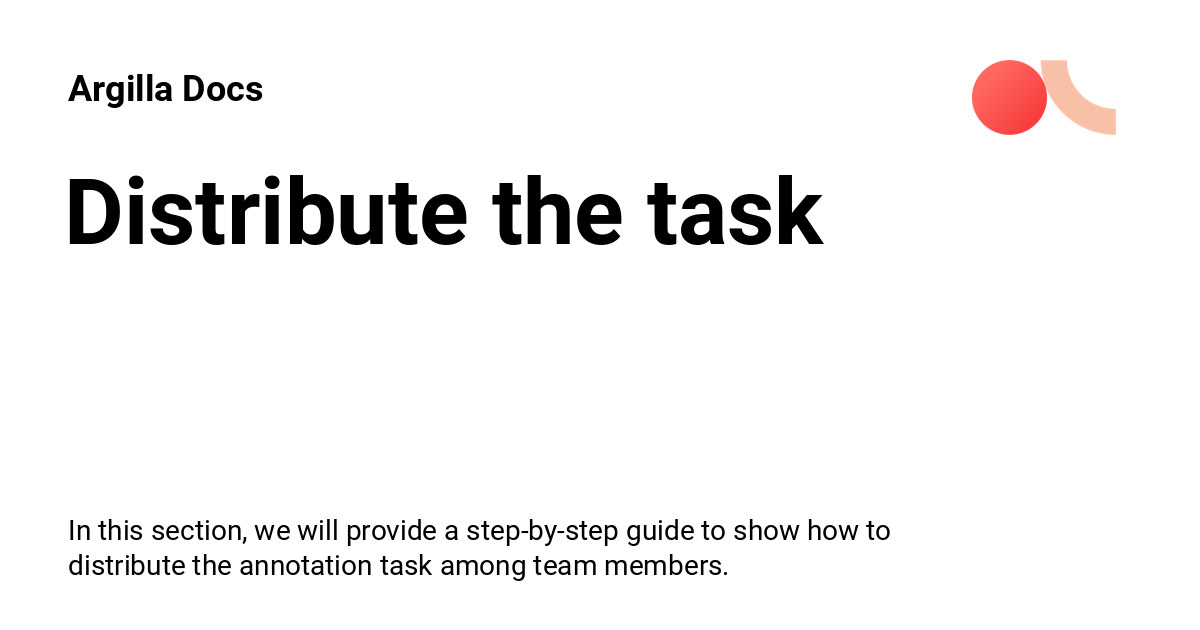 Argilla Docs
Distribute the task
In this section, we will provide a step-by-step guide to show how to
distribute the annotation task among team members.